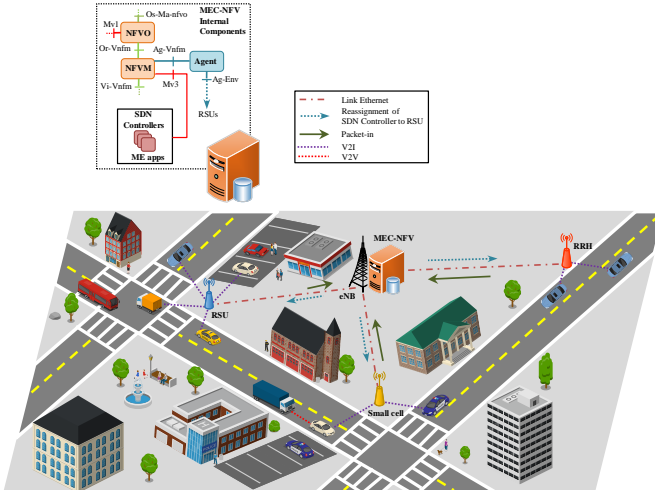 Os-Ma-nfvo
MEC-NFV
Internal
Components
Mv1
NFVO
Or-Vnfm
Ag-Vnfm
NFVM
Agent
Vi-Vnfm
Mv3
Ag-Env
RSUs
SDN
Controllers
ME apps
Link Ethernet
Reassignment of
SDN Controller to RSU
Packet-in
V2I
V2V
MEC-NFV
RRH
eNB
RSU
Small cell